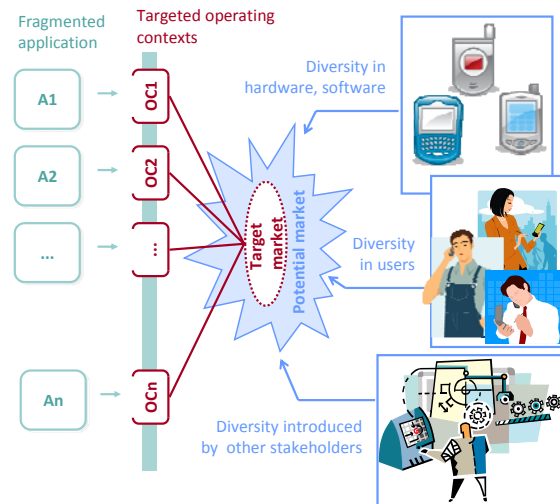 Fragmented
application
Targeted operating
contexts
A1
OC1
A2
OC2
...
...
An
OCn
Target
market
Potential market
Diversity in
hardware, software
Diversity
in users
Diversity introduced
by other stakeholders